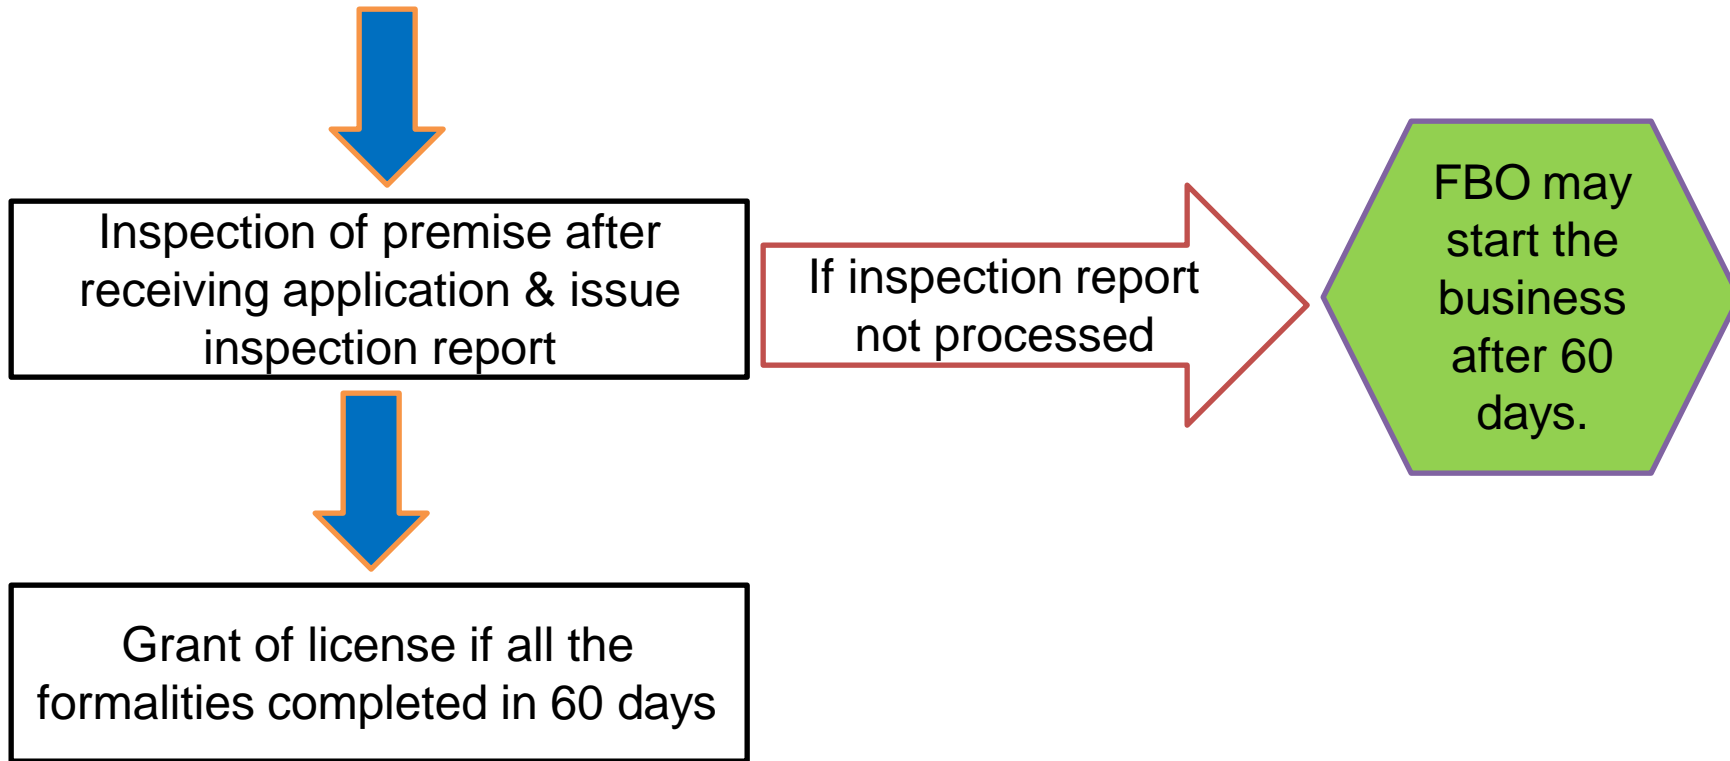 Inspection of premise after
receiving application & issue
inspection report
If inspection report
not processed
FBO may
start the
business
after 60
days.
Grant of license if all the
formalities completed in 60 days